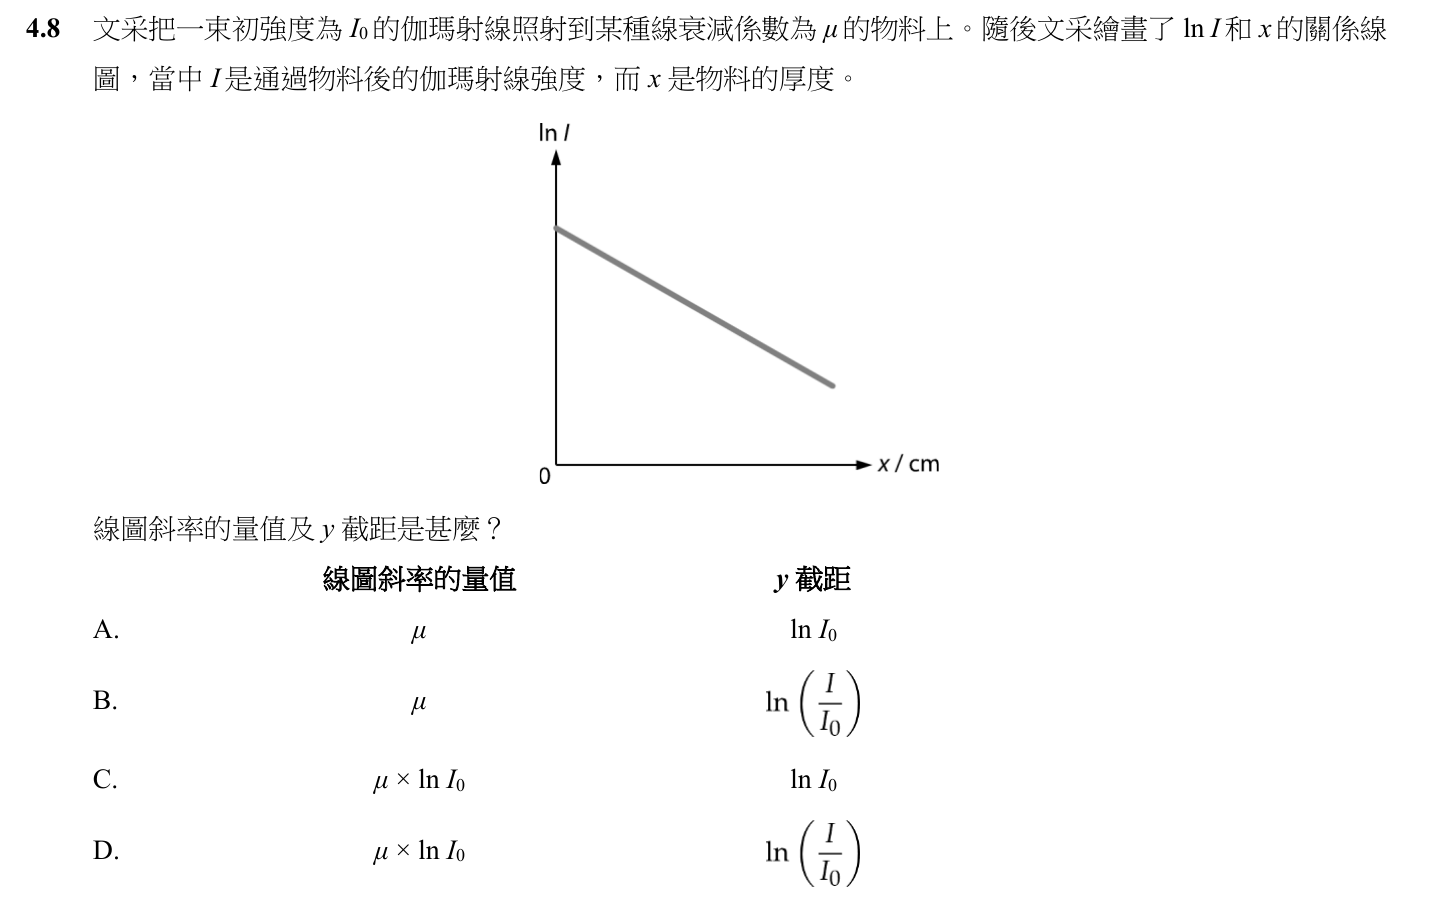 4.8 文采把一束初強度為 I₀ 的伽瑪射線照射到某種線衰減係數為 μ 的物料上。隨後文采繪畫了 ln I 和 x 的關係線
圖，當中 I 是通過物料後的伽瑪射線強度，而 x 是物料的厚度。
ln I
x / cm
0
線圖斜率的量值及 y 截距是甚麼？
線圖斜率的量值 y 截距
A. μ ln I₀
B. μ ln (I/I₀)
C. μ × ln I₀ ln I₀
D. μ × ln I₀ ln (I/I₀)